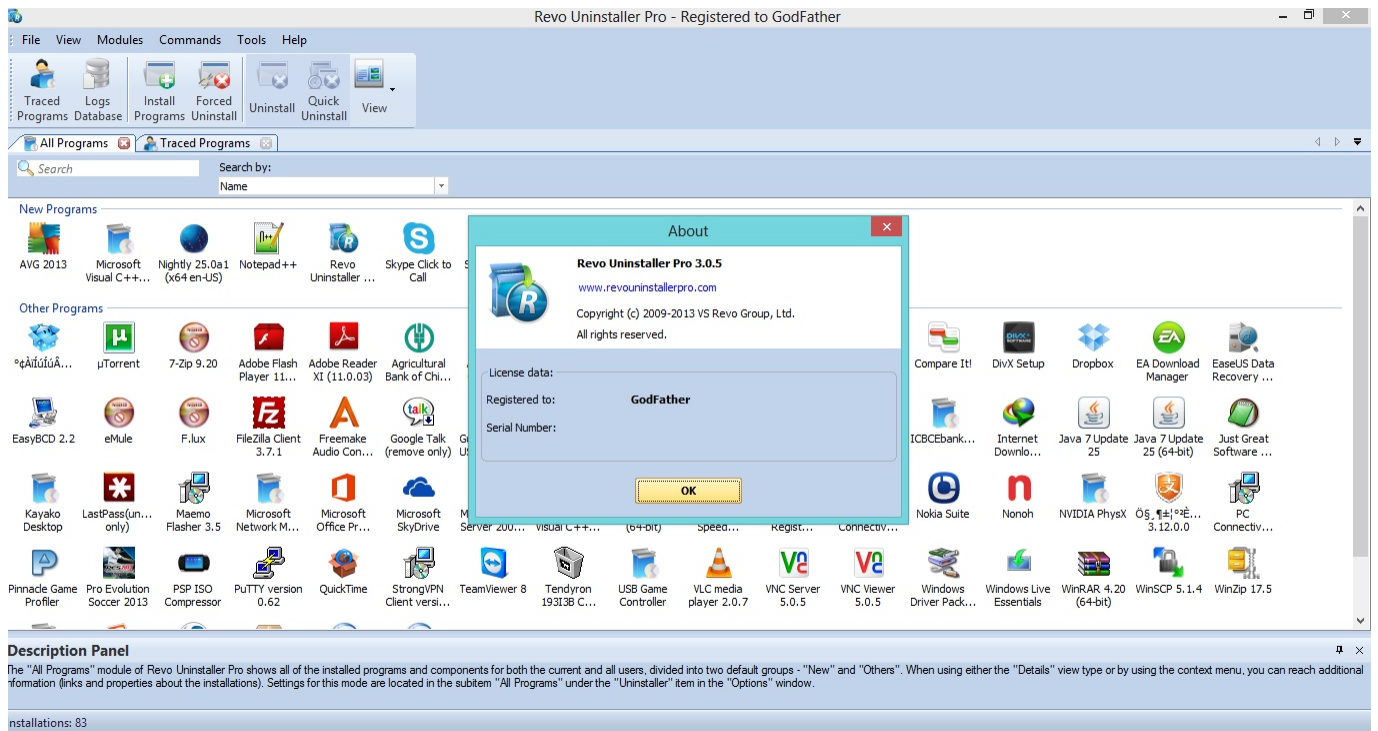 Revo Uninstaller Pro - Registered to GodFather
File View Modules Commands Tools Help
Traced Programs
Logs Database
Install Programs
Forced Uninstall
Uninstall
Quick Uninstall
View
All Programs
Traced Programs
Search
Search by:
Name
New Programs
AVG 2013
Microsoft Visual C++...
Nightly 25.0a1 (x64 en-US)
Notepad++
Revo Uninstaller ...
Skype Click to Call
About
Revo Uninstaller Pro 3.0.5
www.revouninstallerpro.com
Copyright (c) 2009-2013 VS Revo Group, Ltd.
All rights reserved.
License data:
Registered to: GodFather
Serial Number:
OK
Other Programs
µTorrent
7-Zip 9.20
Adobe Flash Player 11...
Adobe Reader XI (11.0.03)
Agricultural Bank of Chi...
Compare It!
DivX Setup
Dropbox
EA Download Manager
EaseUS Data Recovery ...
EasyBCD 2.2
eMule
F.lux
FileZilla Client 3.7.1
Freemake Audio Con...
Google Talk (remove only)
ICBCEbank...
Internet Downlo...
Java 7 Update 25
Java 7 Update 25 (64-bit)
Just Great Software ...
Kayako Desktop
LastPass(un... only)
Maemo Flasher 3.5
Microsoft Network M...
Microsoft Office Pr...
Microsoft SkyDrive
Server 200...
Visual C++...
(64-bit)
Speed...
Regist...
Connectiv...
Nokia Suite
Nonoh
NVIDIA PhysX
3.12.0.0
PC Connectiv...
Pinnacle Game Profiler
Pro Evolution Soccer 2013
PSP ISO Compressor
PuTTY version 0.62
QuickTime
StrongVPN Client versi...
TeamViewer 8
Tendyron 193I3B C...
USB Game Controller
VLC media player 2.0.7
VNC Server 5.0.5
VNC Viewer 5.0.5
Windows Driver Pack...
Windows Live Essentials
WinRAR 4.20 (64-bit)
WinSCP 5.1.4
WinZip 17.5
Description Panel
The "All Programs" module of Revo Uninstaller Pro shows all of the installed programs and components for both the current and all users, divided into two default groups - "New" and "Others". When using either the "Details" view type or by using the context menu, you can reach additional
nformation (links and properties about the installations). Settings for this mode are located in the subitem "All Programs" under the "Uninstaller" item in the "Options" window.
nstallations: 83